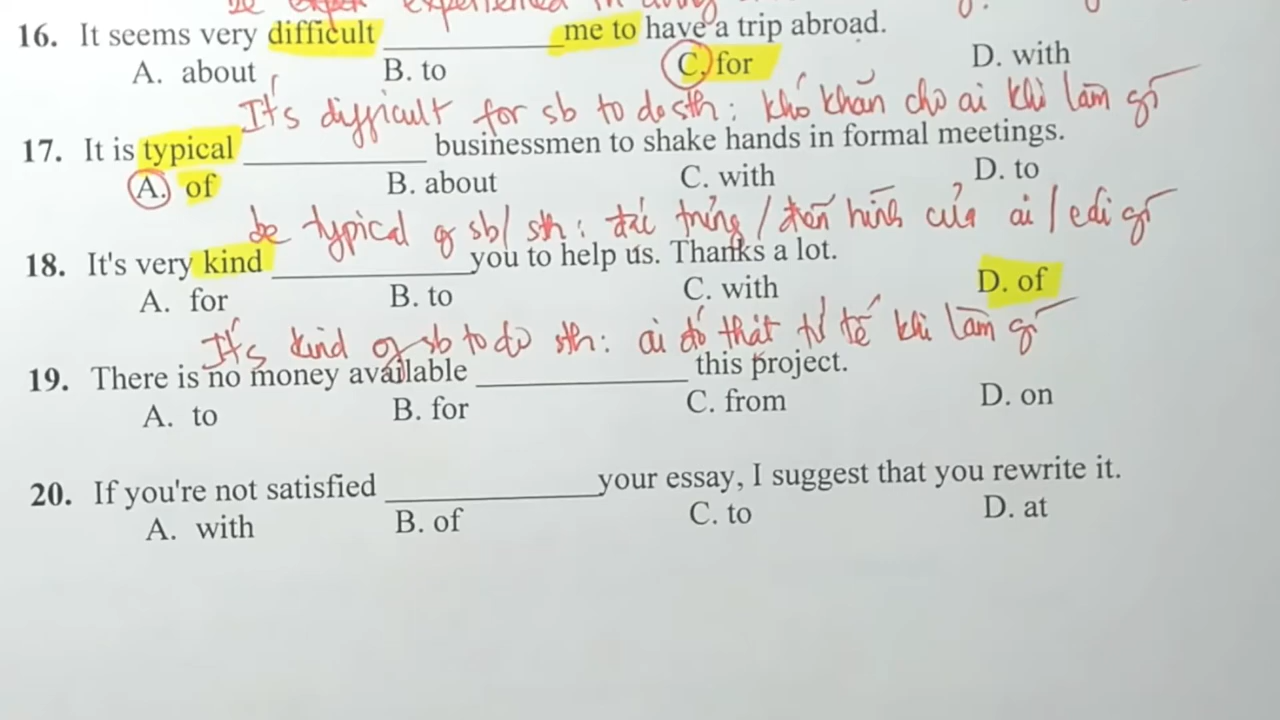 experienced in
16. It seems very difficult ____________ me to have a trip abroad.
A. about B. to C. for D. with
It's difficult for sb to do sth: khó khăn cho ai khi làm gì
17. It is typical ____________ businessmen to shake hands in formal meetings.
A. of B. about C. with D. to
be typical of sb/ sth: đặc trưng / điển hình của ai / cái gì
18. It's very kind ____________ you to help us. Thanks a lot.
A. for B. to C. with D. of
It's kind of sb to do sth: ai đó thật tử tế khi làm gì
19. There is no money available ____________ this project.
A. to B. for C. from D. on
20. If you're not satisfied ____________ your essay, I suggest that you rewrite it.
A. with B. of C. to D. at